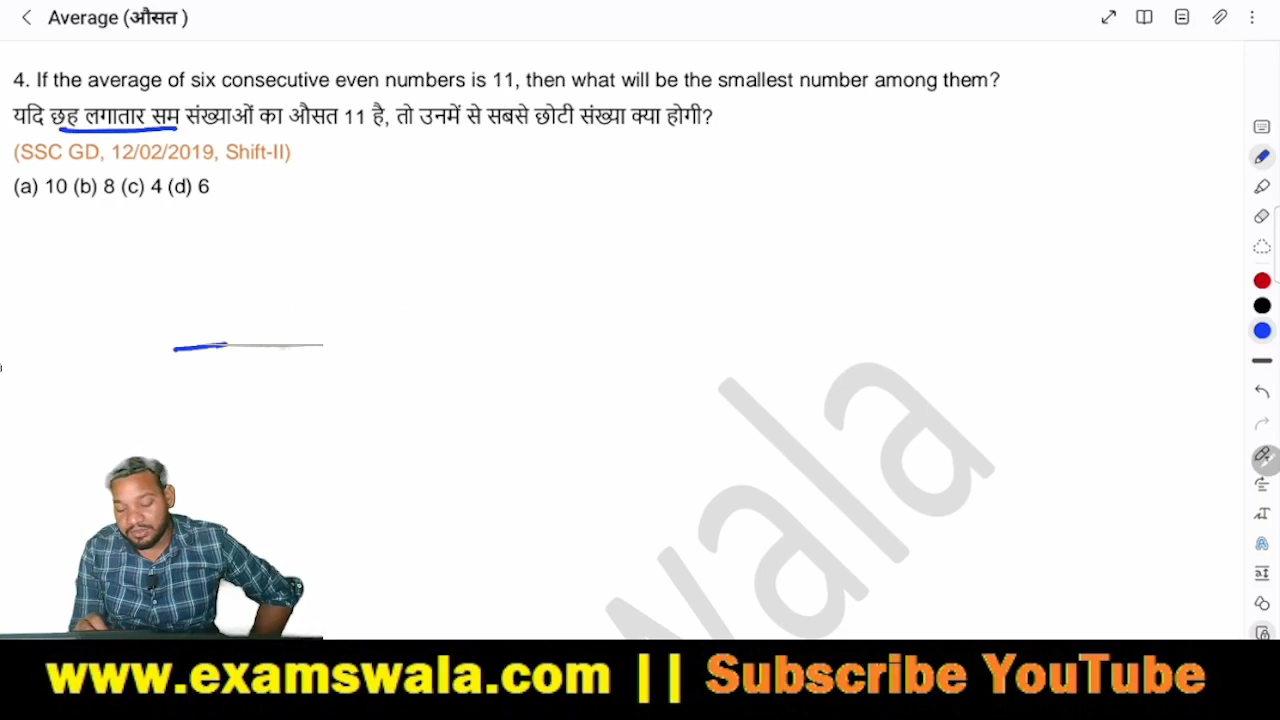 Average (औसत )
4. If the average of six consecutive even numbers is 11, then what will be the smallest number among them?
यदि छह लगातार सम संख्याओं का औसत 11 है, तो उनमें से सबसे छोटी संख्या क्या होगी?
(SSC GD, 12/02/2019, Shift-II)
(a) 10 (b) 8 (c) 4 (d) 6
wala
www.examswala.com || Subscribe YouTube